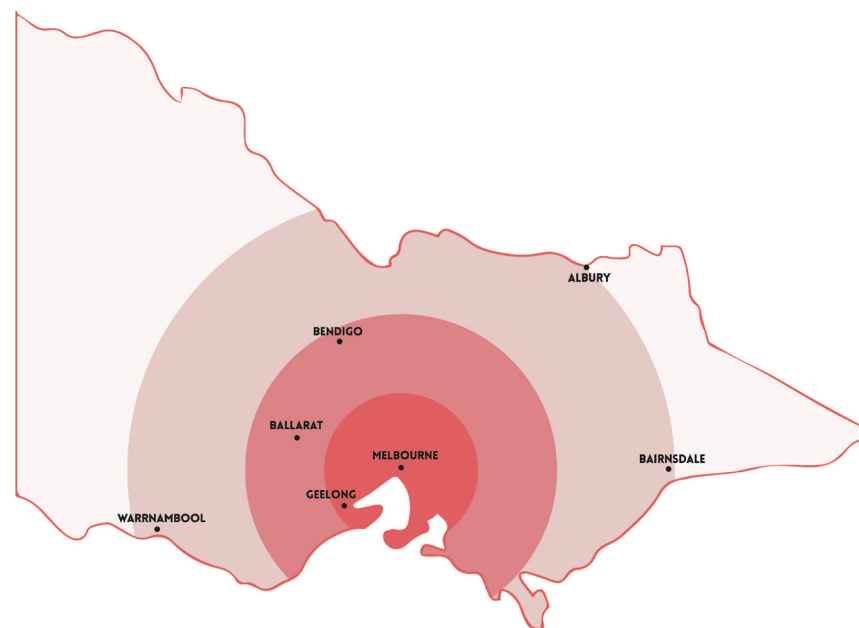 ALBURY
BENDIGO
BALLARAT
MELBOURNE
BAIRNSDALE
GEELONG
WARRNAMBOOL